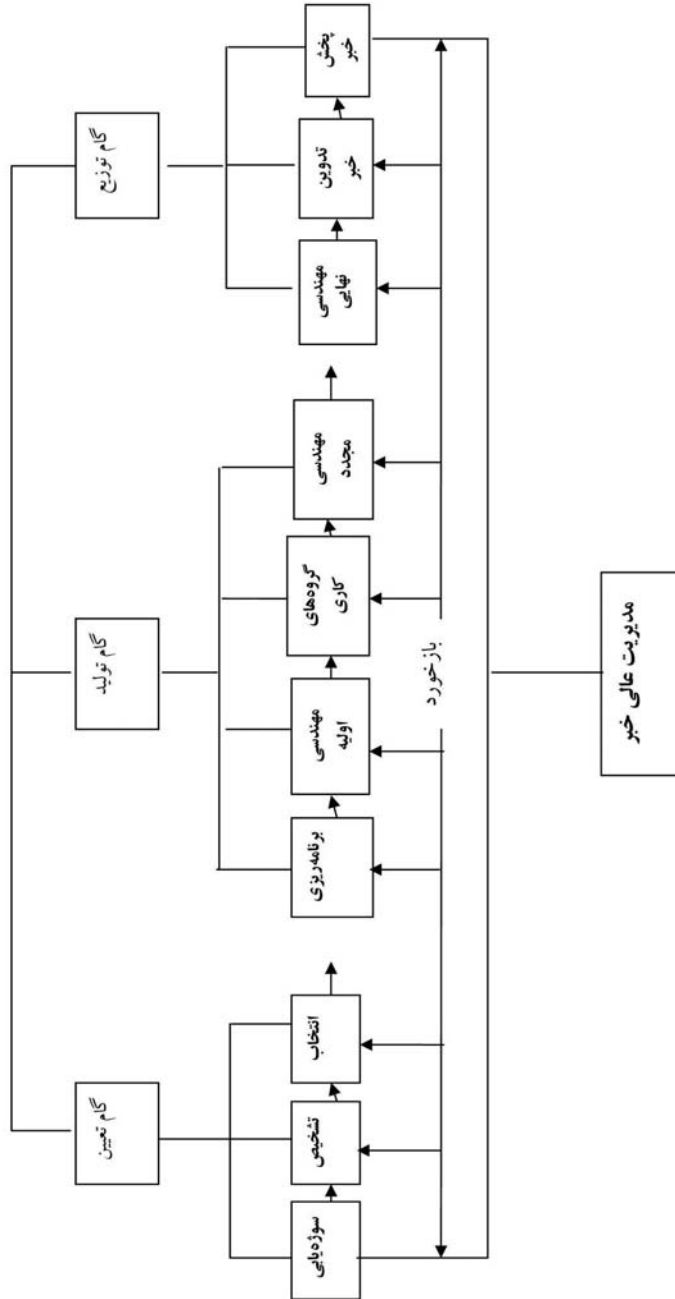 گام تعیین
گام تولید
گام توزیع
سوژه‌یابی
تشخیص
انتخاب
برنامه‌ریزی
مهندسی
اولیه
گروه‌های
کاری
مهندسی
مجدد
مهندسی
نهایی
تدوین
خبر
پخش
خبر
بازخورد
مدیریت عالی خبر